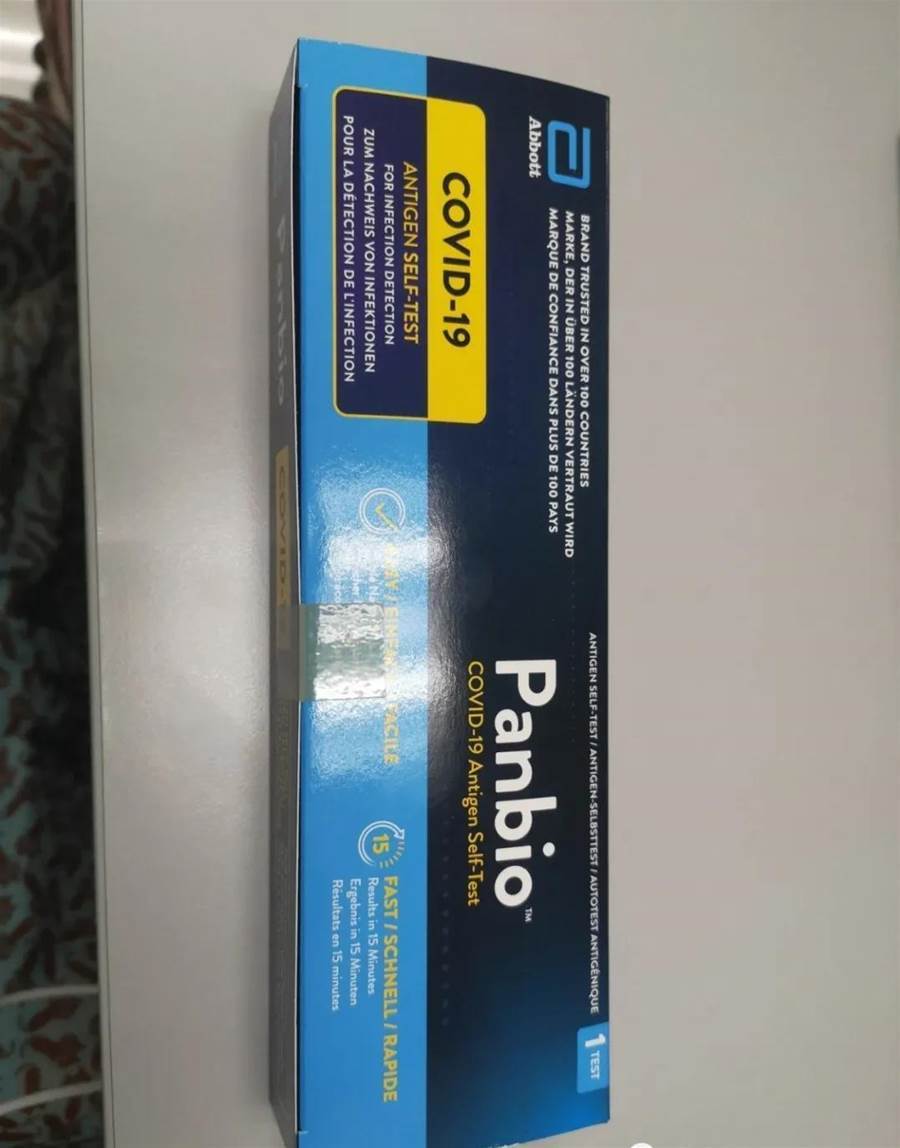 Abbott
BRAND TRUSTED IN OVER 100 COUNTRIES
MARKE, DER IN ÜBER 100 LÄNDERN VERTRAUT WIRD
MARQUE DE CONFIANCE DANS PLUS DE 100 PAYS
ANTIGEN SELF-TEST / ANTIGEN-SELBSTTEST / AUTOTEST ANTIGÉNIQUE
1 TEST
Panbio™
COVID-19 Antigen Self-Test
COVID-19
ANTIGEN SELF-TEST
FOR INFECTION DETECTION
ZUM NACHWEIS VON INFEKTIONEN
POUR LA DÉTECTION DE L'INFECTION
FACILE
15
FAST / SCHNELL / RAPIDE
Results in 15 Minutes
Ergebnis in 15 Minuten
Résultats en 15 minutes
Panbio